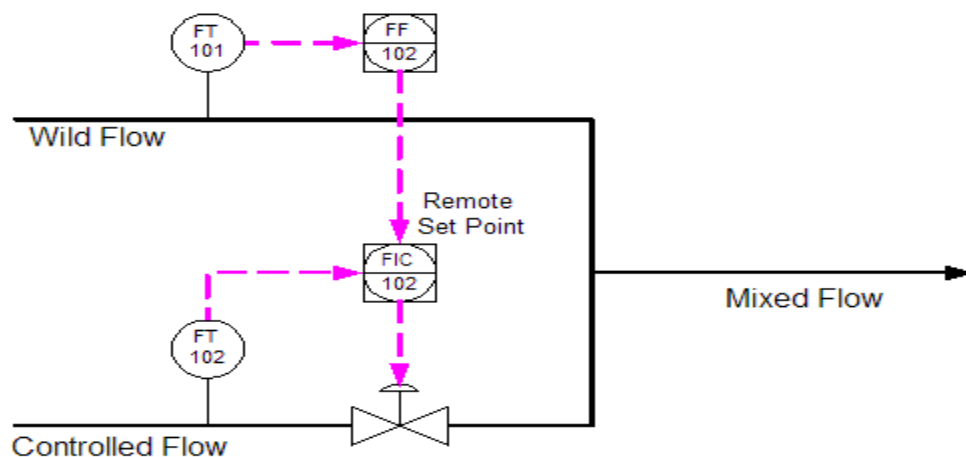 FT
101
FF
102
Wild Flow
Remote
Set Point
FIC
102
Mixed Flow
FT
102
Controlled Flow